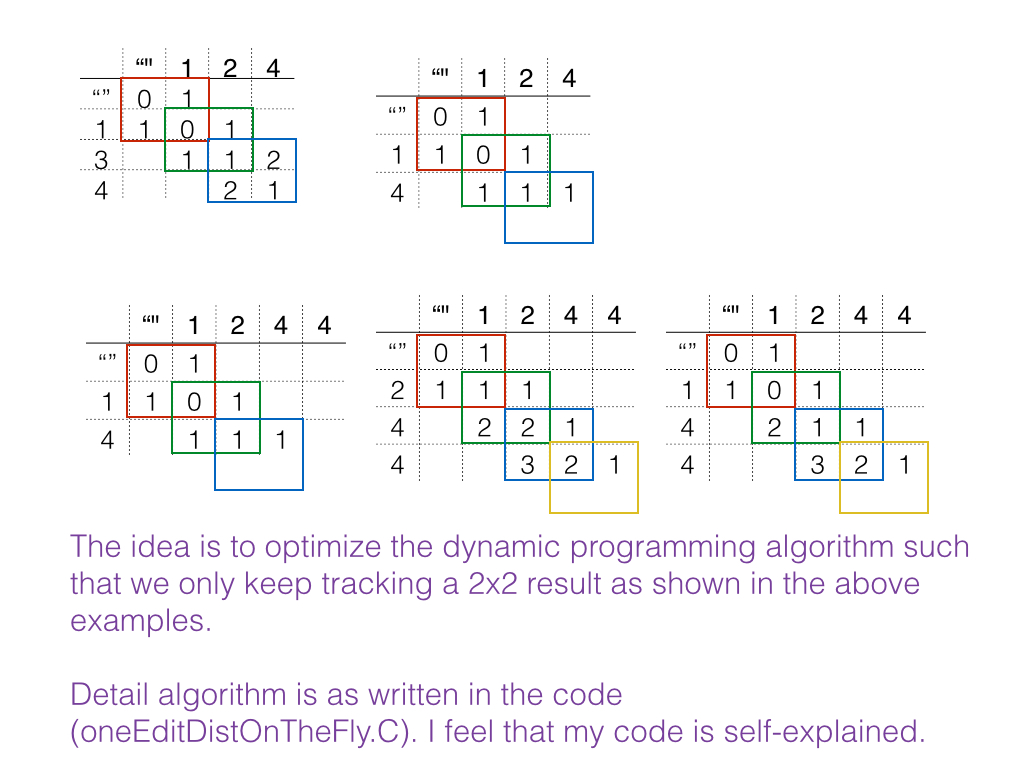 “" 1 2 4
“” 0 1
1 1 0 1
3 1 1 2
4 2 1
“" 1 2 4
“” 0 1
1 1 0 1
4 1 1 1
“" 1 2 4 4
“” 0 1
1 1 0 1
4 1 1 1
“" 1 2 4 4
“” 0 1
2 1 1 1
4 2 2 1
4 3 2 1
“" 1 2 4 4
“” 0 1
1 1 0 1
4 2 1 1
4 3 2 1
The idea is to optimize the dynamic programming algorithm such
that we only keep tracking a 2x2 result as shown in the above
examples.
Detail algorithm is as written in the code
(oneEditDistOnTheFly.C). I feel that my code is self-explained.